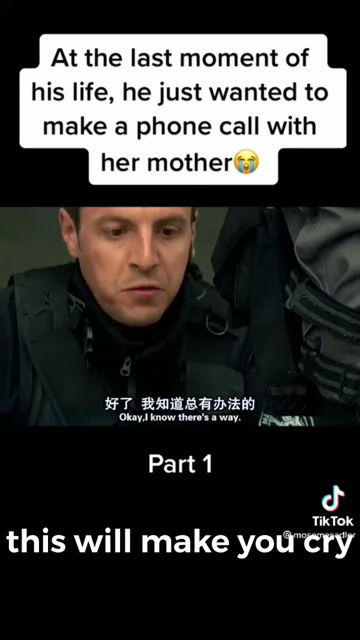 At the last moment of
his life, he just wanted to
make a phone call with
her mother😭
好了 我知道总有办法的
Okay,I know there's a way.
Part 1
TikTok
this will make you cry